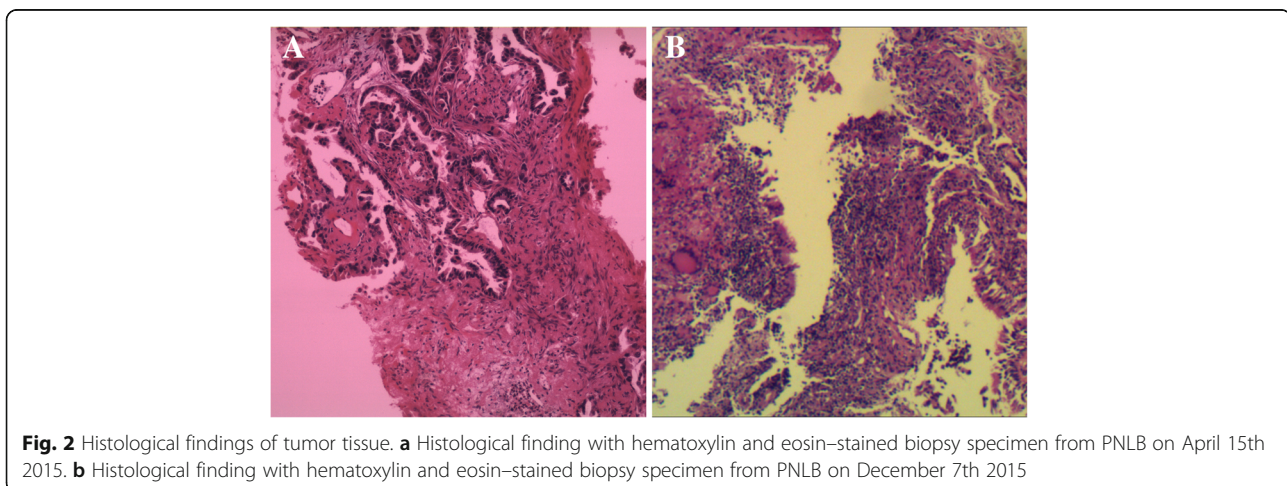 A
B
Fig. 2 Histological findings of tumor tissue. a Histological finding with hematoxylin and eosin–stained biopsy specimen from PNLB on April 15th
2015. b Histological finding with hematoxylin and eosin–stained biopsy specimen from PNLB on December 7th 2015